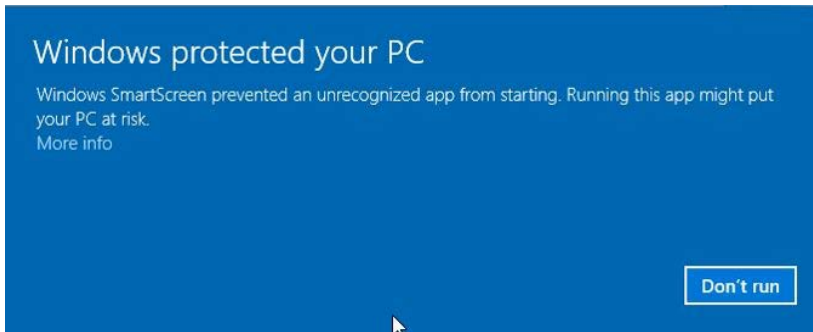 Windows protected your PC
Windows SmartScreen prevented an unrecognized app from starting. Running this app might put
your PC at risk.
More info
Don't run